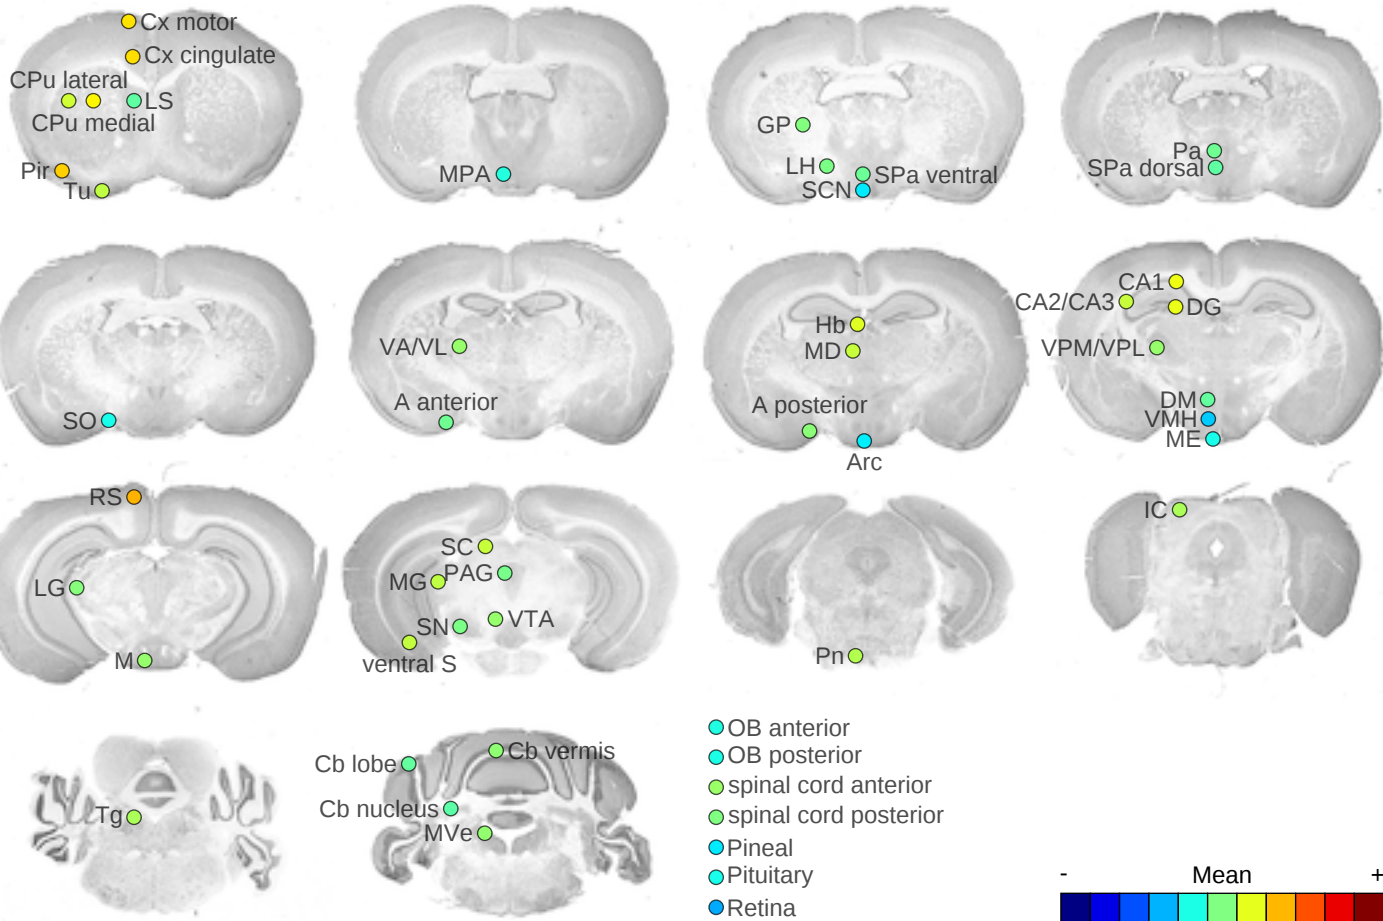 Cx motor
Cx cingulate
CPu lateral
LS
CPu medial
Pir
Tu
MPA
GP
LH
SPa ventral
SCN
Pa
SPa dorsal
SO
VA/VL
A anterior
Hb
MD
A posterior
Arc
CA1
CA2/CA3
DG
VPM/VPL
DM
VMH
ME
RS
LG
M
SC
MG
PAG
SN
VTA
ventral S
Pn
IC
Tg
Cb lobe
Cb vermis
Cb nucleus
MVe
OB anterior
OB posterior
spinal cord anterior
spinal cord posterior
Pineal
Pituitary
Retina
- Mean +